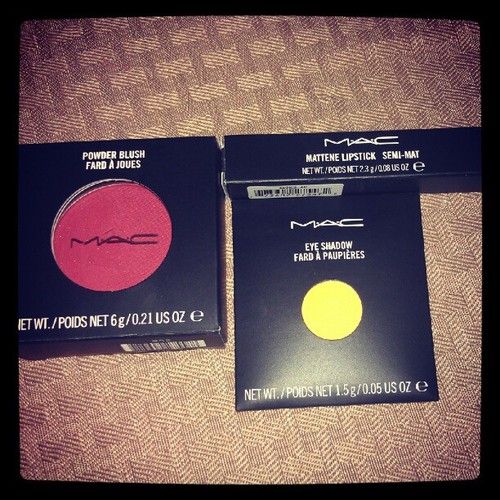 POWDER BLUSH
FARD À JOUES
MAC
NET WT./POIDS NET 6 g/0.21 US OZ e
MAC
MATTENE LIPSTICK SEMI-MAT
NET WT./POIDS NET 2.3 g/0.08 US OZ e
MAC
EYE SHADOW
FARD À PAUPIÈRES
NET WT./POIDS NET 1.5 g/0.05 US OZ e